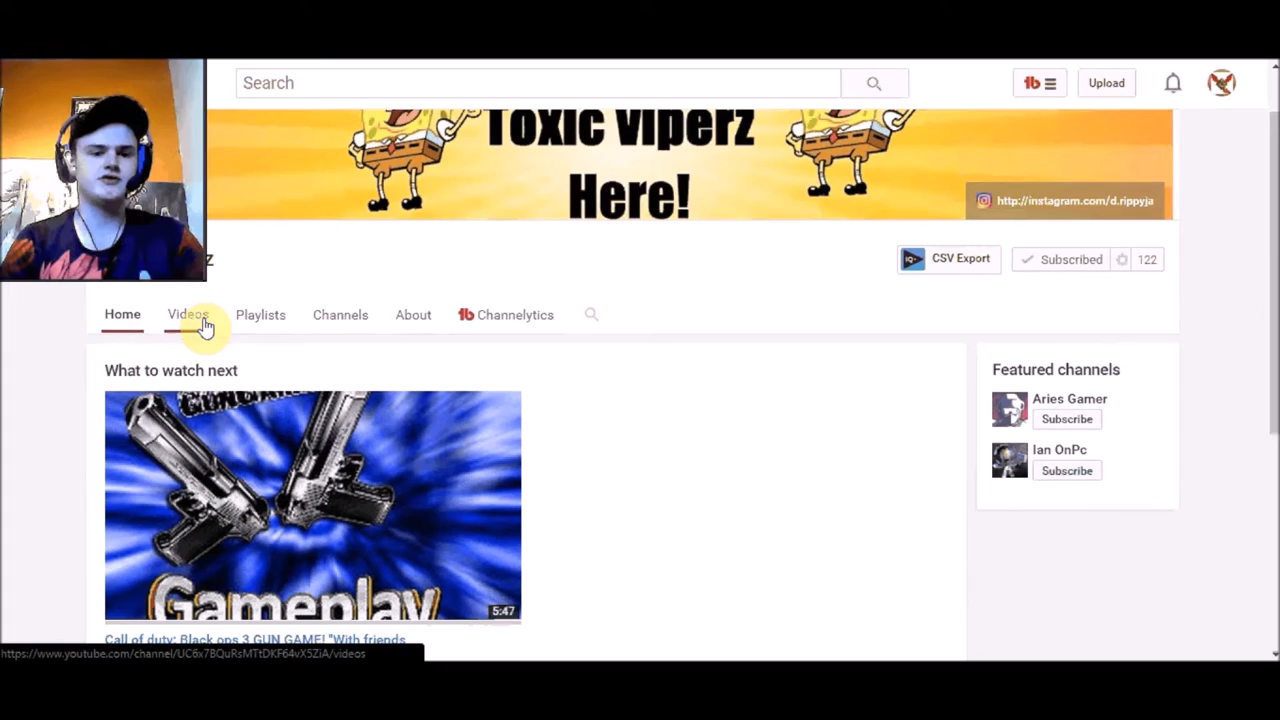 Search
Upload
Toxic Viperz
Here!
http://instagram.com/d.rippyja
z
CSV Export
Subscribed
122
Home
Videos
Playlists
Channels
About
Channelytics
What to watch next
Featured channels
Aries Gamer
Subscribe
Ian OnPc
Subscribe
Gameplay
5:47
Call of duty: Black ops 3 GUN GAME! "With friends
https://www.youtube.com/channel/UC6x7BQuRsMTtDKF64vX5ZiA/videos